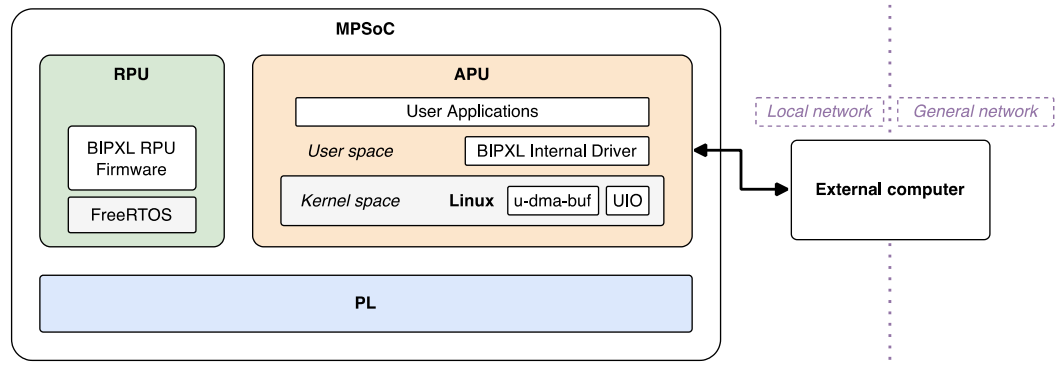 MPSoC
RPU
BIPXL RPU
Firmware
FreeRTOS
APU
User Applications
User space
BIPXL Internal Driver
Kernel space
Linux
u-dma-buf
UIO
PL
Local network
General network
External computer